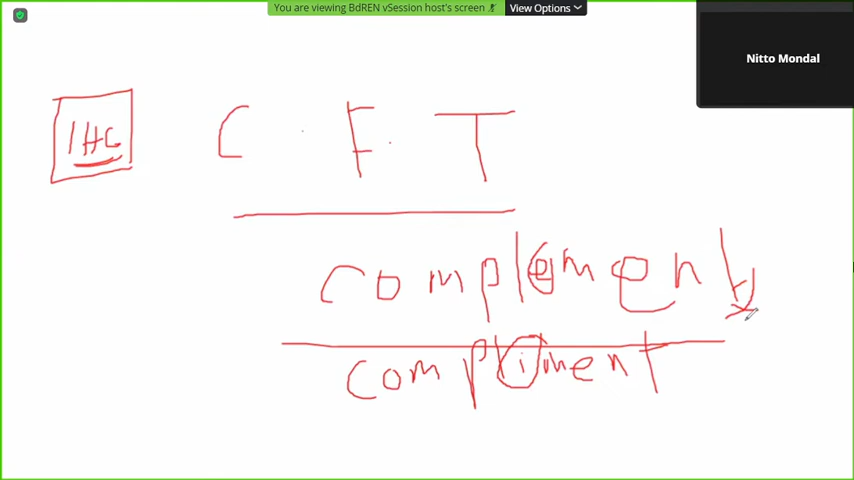 You are viewing BdREN vSession host's screen View Options
Nitto Mondal
IHC
C . F . T
complement
compliment